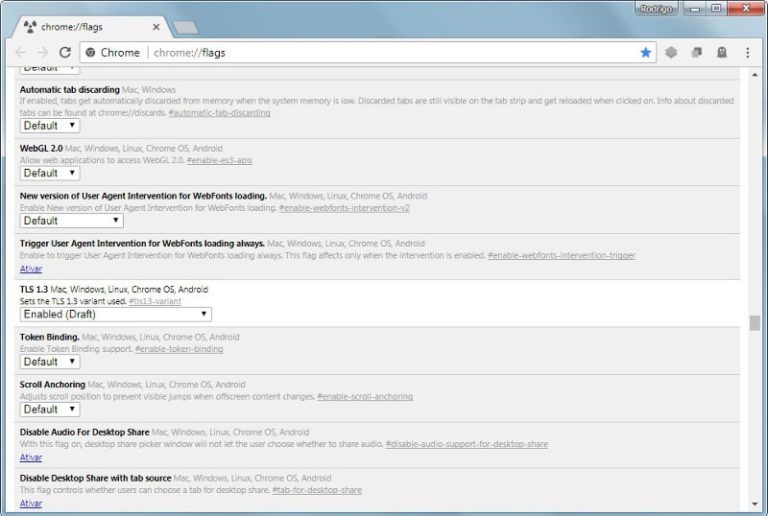 Rodrigo
chrome://flags
Chrome | chrome://flags
Default
Automatic tab discarding Mac, Windows
If enabled, tabs get automatically discarded from memory when the system memory is low. Discarded tabs are still visible on the tab strip and get reloaded when clicked on. Info about discarded
tabs can be found at chrome://discards. #automatic-tab-discarding
Default
WebGL 2.0 Mac, Windows, Linux, Chrome OS, Android
Allow web applications to access WebGL 2.0. #enable-es3-apis
Default
New version of User Agent Intervention for WebFonts loading. Mac, Windows, Linux, Chrome OS, Android
Enable New version of User Agent Intervention for WebFonts loading. #enable-webfonts-intervention-v2
Default
Trigger User Agent Intervention for WebFonts loading always. Mac, Windows, Linux, Chrome OS, Android
Enable to trigger User Agent Intervention for WebFonts loading always. This flag affects only when the intervention is enabled. #enable-webfonts-intervention-trigger
Ativar
TLS 1.3 Mac, Windows, Linux, Chrome OS, Android
Sets the TLS 1.3 variant used. #tls13-variant
Enabled (Draft)
Token Binding. Mac, Windows, Linux, Chrome OS, Android
Enable Token Binding support. #enable-token-binding
Default
Scroll Anchoring Mac, Windows, Linux, Chrome OS, Android
Adjusts scroll position to prevent visible jumps when offscreen content changes. #enable-scroll-anchoring
Default
Disable Audio For Desktop Share Mac, Windows, Linux, Chrome OS, Android
With this flag on, desktop share picker window will not let the user choose whether to share audio. #disable-audio-support-for-desktop-share
Ativar
Disable Desktop Share with tab source Mac, Windows, Linux, Chrome OS, Android
This flag controls whether users can choose a tab for desktop share. #tab-for-desktop-share
Ativar